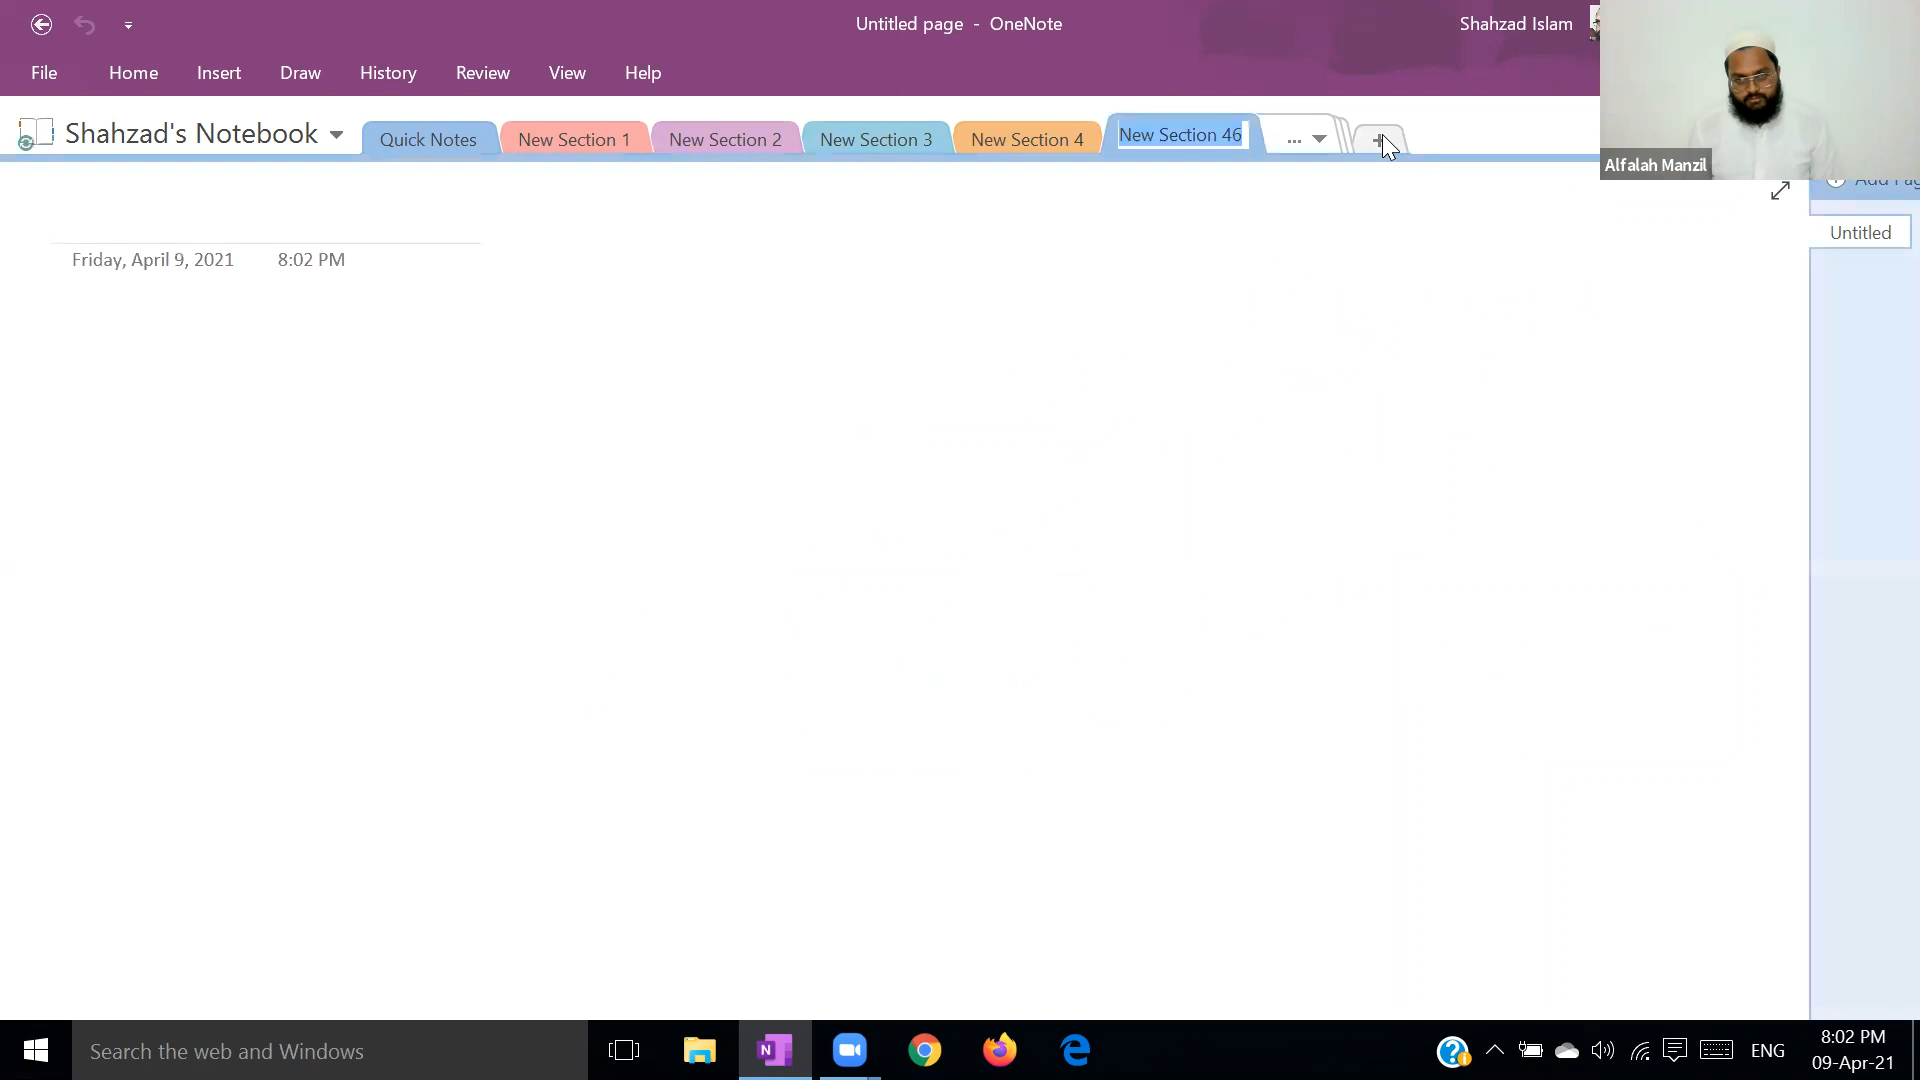 Untitled page - OneNote
Shahzad Islam
File Home Insert Draw History Review View Help
Shahzad's Notebook
Quick Notes New Section 1 New Section 2 New Section 3 New Section 4 New Section 46 ...
Alfalah Manzil
Untitled
Friday, April 9, 2021 8:02 PM
Search the web and Windows
ENG
8:02 PM
09-Apr-21